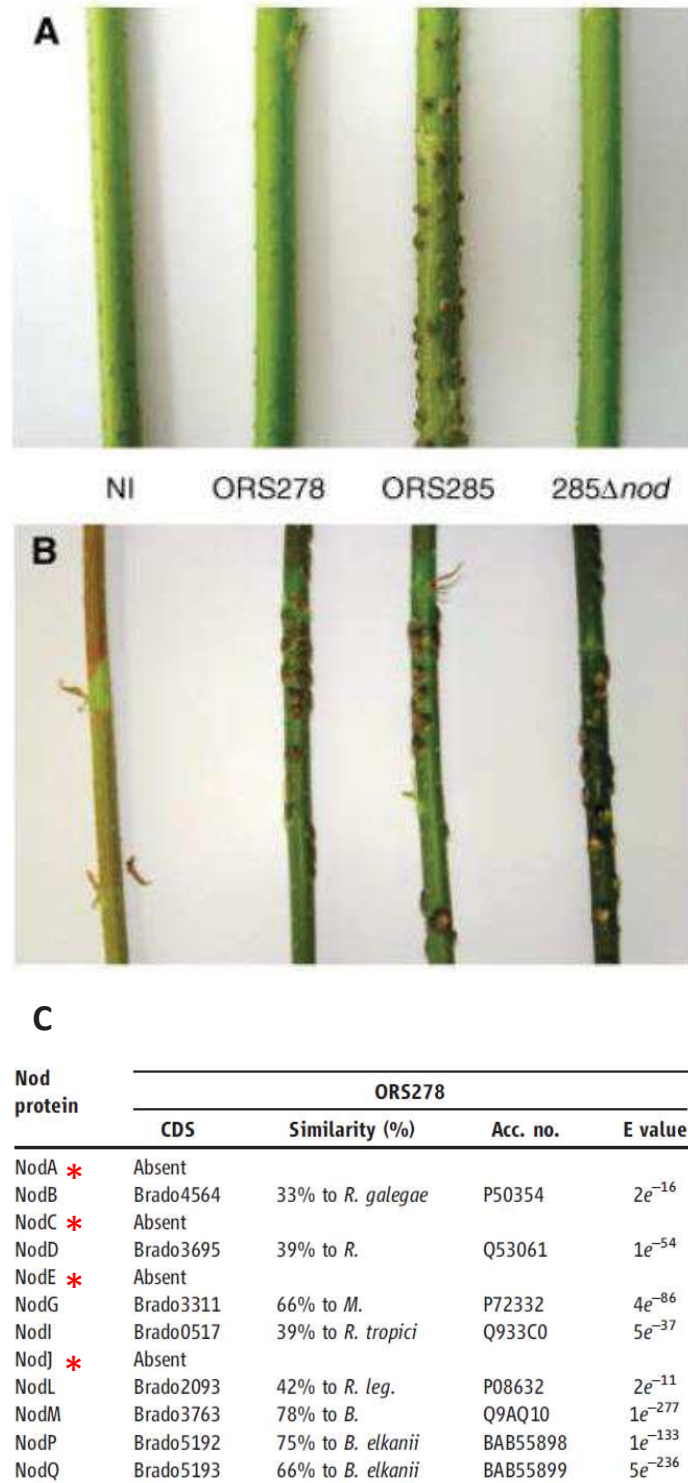 A
NI ORS278 ORS285 285Δnod
B
C
Nod protein ORS278
CDS Similarity (%) Acc. no. E value
NodA * Absent
NodB Brado4564 33% to R. galegae P50354 2e−16
NodC * Absent
NodD Brado3695 39% to R. Q53061 1e−54
NodE * Absent
NodG Brado3311 66% to M. P72332 4e−86
NodI Brado0517 39% to R. tropici Q933C0 5e−37
NodJ * Absent
NodL Brado2093 42% to R. leg. P08632 2e−11
NodM Brado3763 78% to B. Q9AQ10 1e−277
NodP Brado5192 75% to B. elkanii BAB55898 1e−133
NodQ Brado5193 66% to B. elkanii BAB55899 5e−236